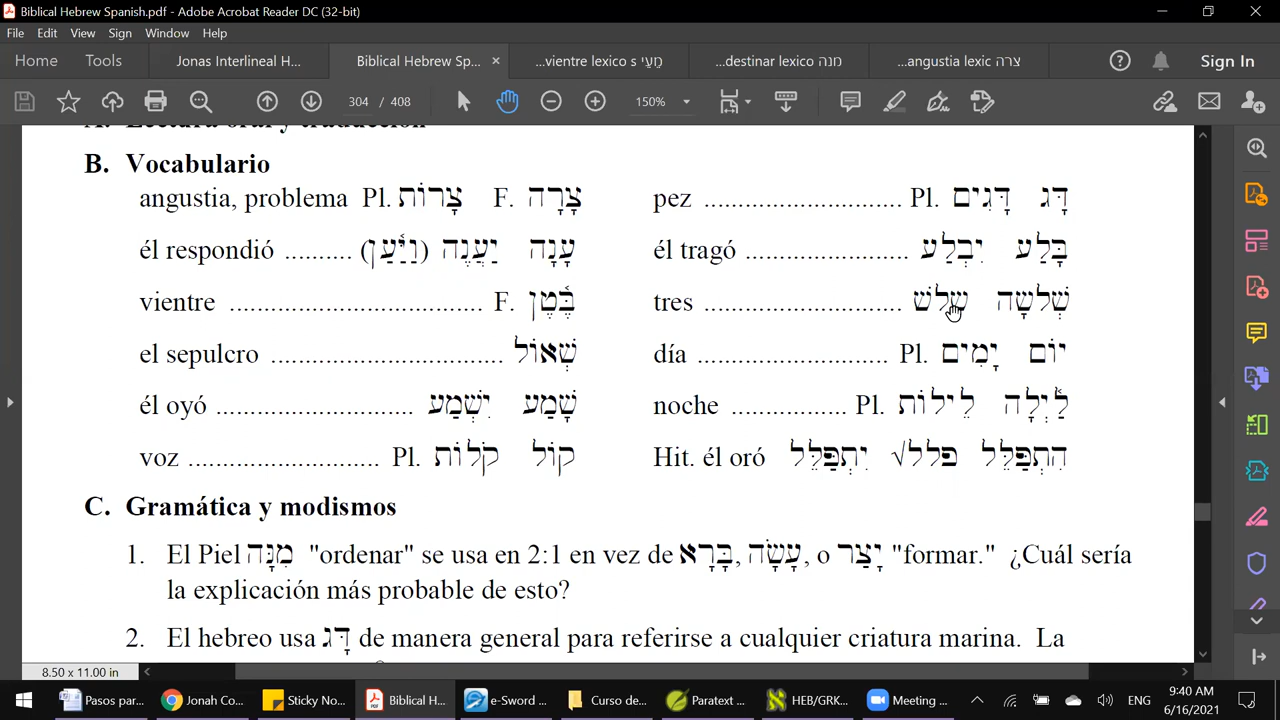 Biblical Hebrew Spanish.pdf - Adobe Acrobat Reader DC (32-bit)
File Edit View Sign Window Help
Home Tools Jonas Interlineal H... Biblical Hebrew Sp... × ...vientre lexico s מְעֵי ...destinar lexico מנה ...angustia lexic צרה Sign In
304 / 408 150%
A. Lectura oral y traducción
B. Vocabulario
angustia, problema Pl. צָרוֹת F. צָרָה pez .............................. Pl. דָּג דָּגִים
él respondió .......... עָנָה יַעֲנֶה (וַיַּ֫עַן) él tragó ......................... בָּלַע יִבְלַע
vientre ...................................... F. בֶּ֫טֶן tres .............................. שְׁלֹשָׁה שָׁלֹשׁ
el sepulcro ................................... שְׁאוֹל día ............................ Pl. יוֹם יָמִים
él oyó ............................. שָׁמַע יִשְׁמַע noche ................. Pl. לַ֫יְלָה לֵילוֹת
voz ............................ Pl. קוֹל קֹלוֹת Hit. él oró הִתְפַּלֵּל פלל√ יִתְפַּלֵּל
C. Gramática y modismos
1. El Piel מִנָּה "ordenar" se usa en 2:1 en vez de בָּרָא, עָשָׂה, o יָצַר "formar." ¿Cuál sería
la explicación más probable de esto?
2. El hebreo usa דָּג de manera general para referirse a cualquier criatura marina. La
8.50 x 11.00 in
Pasos par... Jonah Co... Sticky No... Biblical H... e-Sword ... Curso de... Paratext ... HEB/GRK... Meeting ... ENG 9:40 AM
6/16/2021